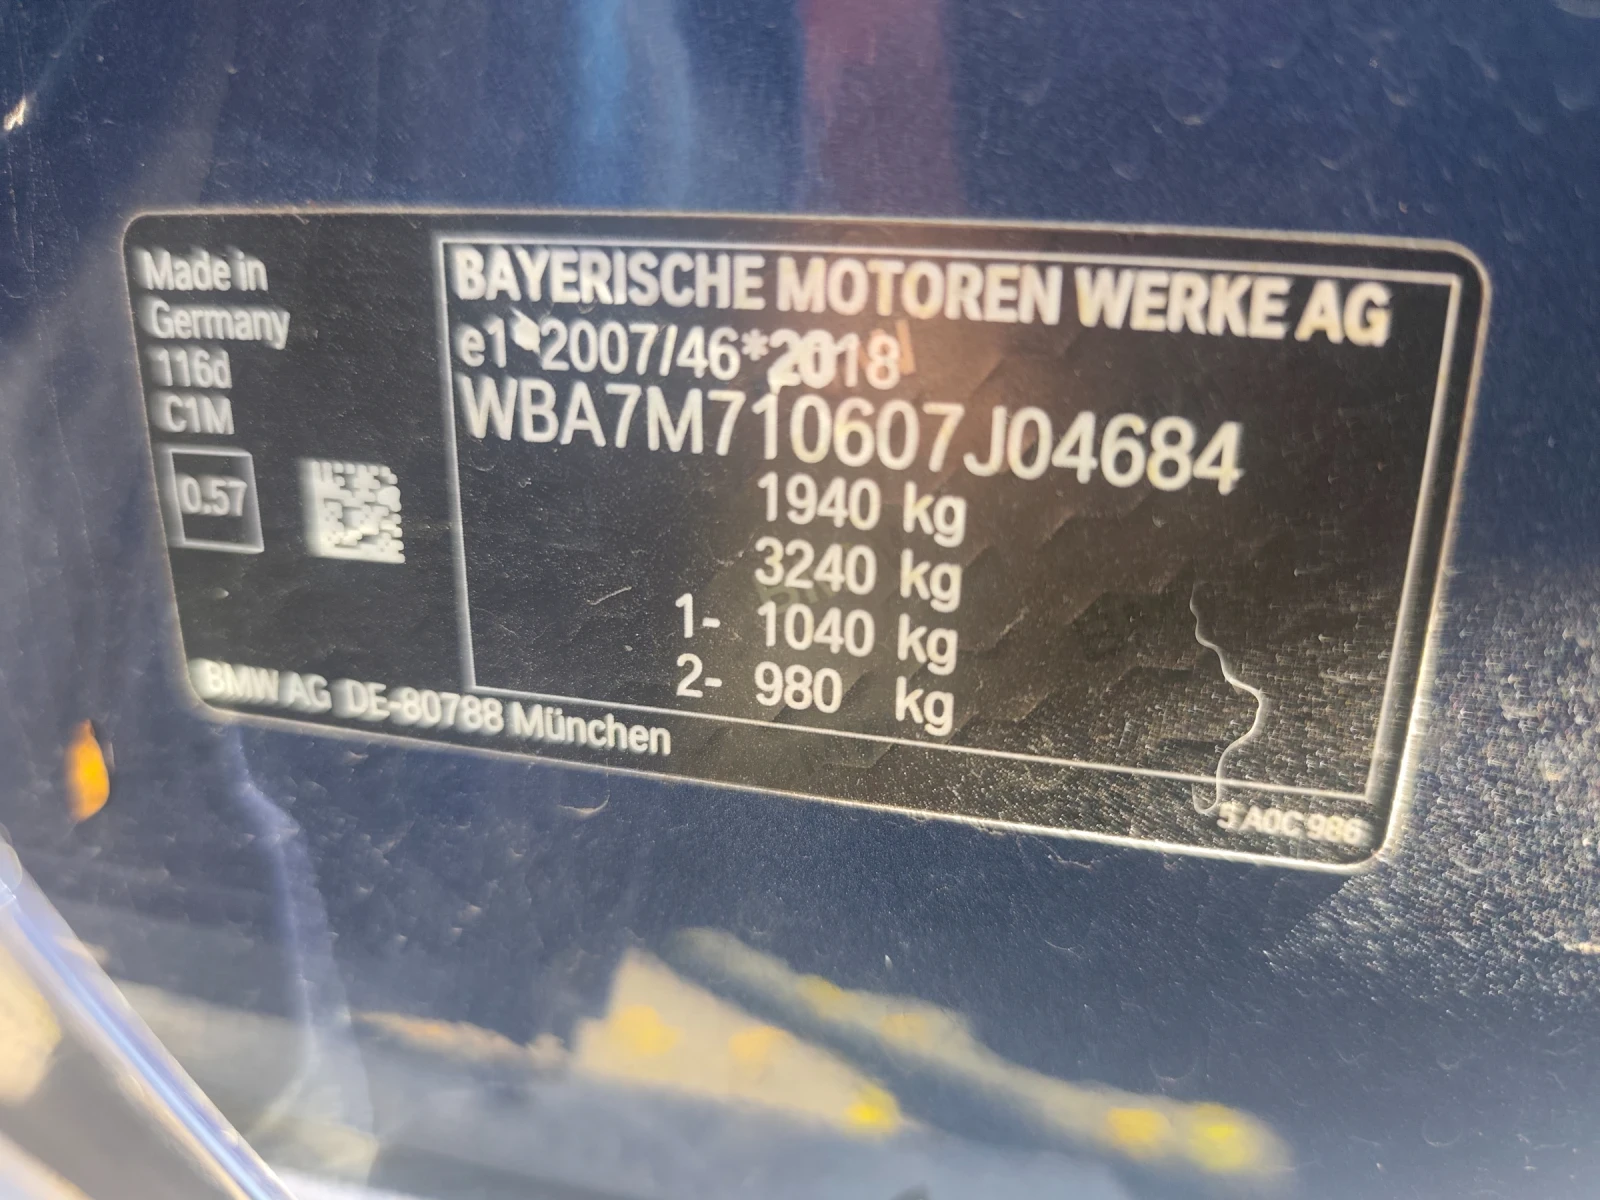 Made in
Germany
116d
C1M
0.57
BAYERISCHE MOTOREN WERKE AG
e1*2007/46*2018
WBA7M710607J04684
1940 kg
3240 kg
1- 1040 kg
2- 980 kg
BMW AG DE-80788 München
5 A0C 986